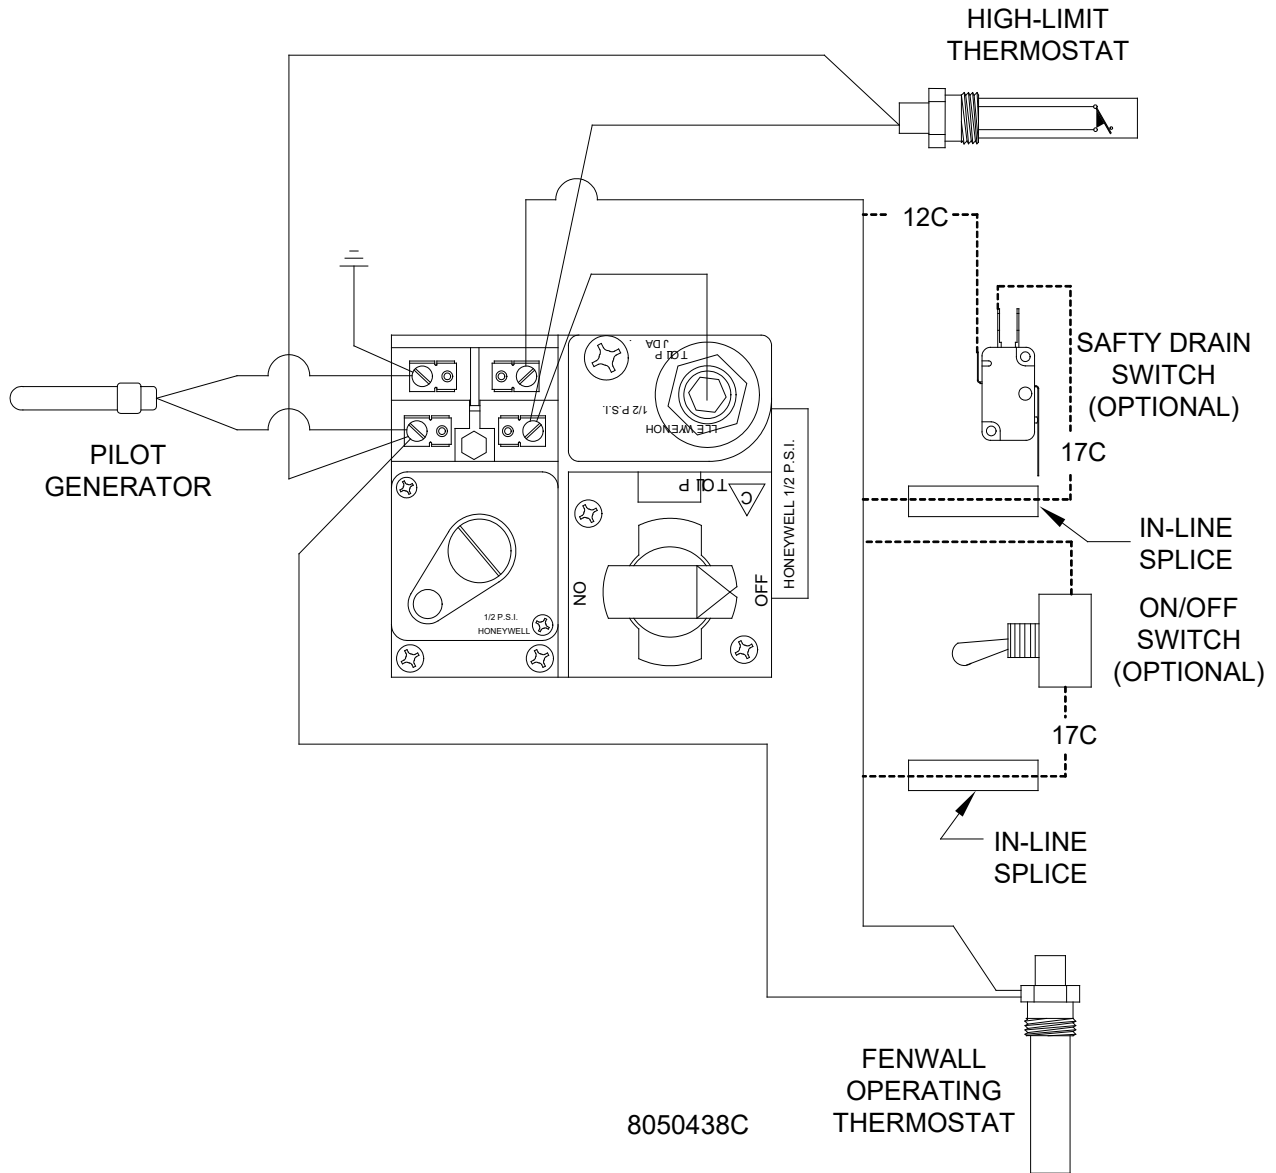 HIGH-LIMIT
THERMOSTAT
12C
SAFTY DRAIN
SWITCH
(OPTIONAL)
17C
IN-LINE
SPLICE
ON/OFF
SWITCH
(OPTIONAL)
17C
IN-LINE
SPLICE
PILOT
GENERATOR
1/2 P.S.I.
HONEYWELL 1/2 P.S.I.
C
NO
OFF
1/2 P.S.I.
HONEYWELL
FENWALL
OPERATING
THERMOSTAT
8050438C